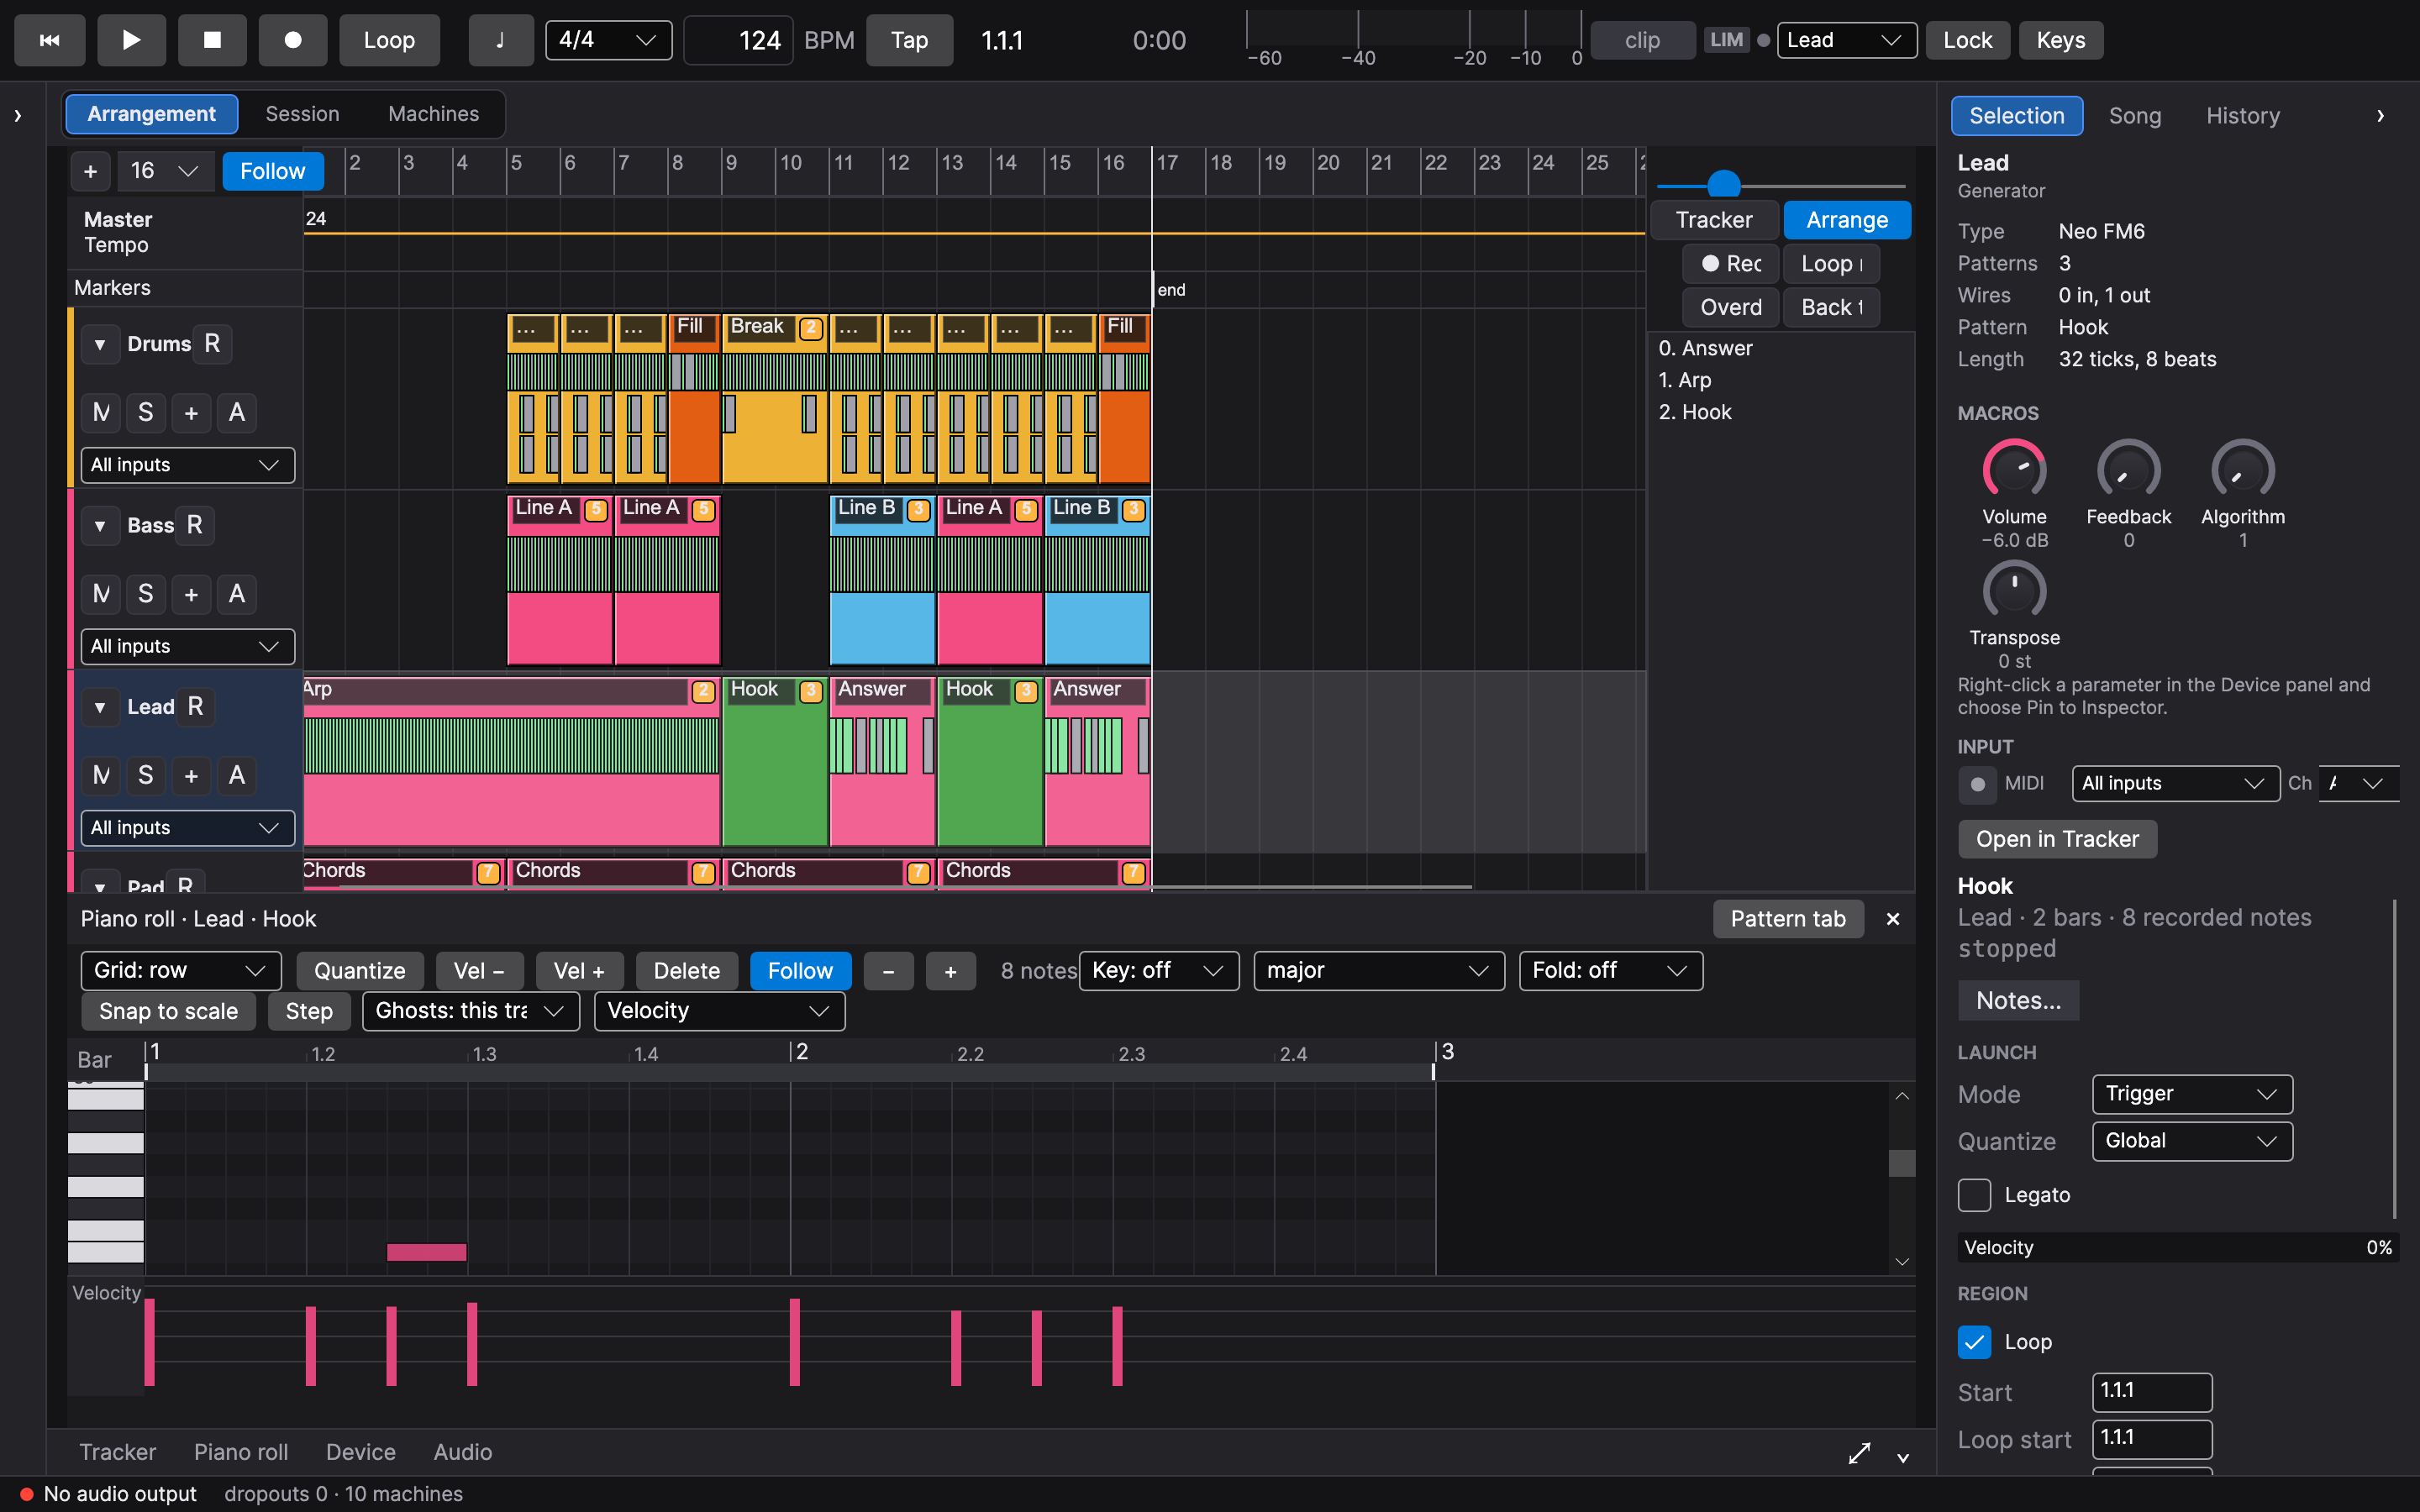 Loop 4/4 124 BPM Tap 1.1.1 0:00 −60 −40 −20 −10 0 clip LIM Lead Lock Keys
Arrangement Session Machines
+ 16 Follow
2 3 4 5 6 7 8 9 10 11 12 13 14 15 16 17 18 19 20 21 22 23 24 25
Master
Tempo
24
Markers
end
Drums R
M S + A
All inputs
... ... ... Fill Break 2 ... ... ... ... ... Fill
Bass R
M S + A
All inputs
Line A 5 Line A 5 Line B 3 Line A 5 Line B 3
Lead R
M S + A
All inputs
Arp 2 Hook 3 Answer Hook 3 Answer
Pad R
Chords 7 Chords 7 Chords 7 Chords 7
Tracker Arrange
Rec Loop
Overd Back
0. Answer
1. Arp
2. Hook
Piano roll · Lead · Hook Pattern tab
Grid: row Quantize Vel − Vel + Delete Follow − + 8 notes Key: off major Fold: off
Snap to scale Step Ghosts: this tra Velocity
Bar 1 1.2 1.3 1.4 2 2.2 2.3 2.4 3
Velocity
Tracker Piano roll Device Audio
No audio output dropouts 0 · 10 machines
Selection Song History
Lead
Generator
Type Neo FM6
Patterns 3
Wires 0 in, 1 out
Pattern Hook
Length 32 ticks, 8 beats
MACROS
Volume Feedback Algorithm
−6.0 dB 0 1
Transpose
0 st
Right-click a parameter in the Device panel and
choose Pin to Inspector.
INPUT
MIDI All inputs Ch
Open in Tracker
Hook
Lead · 2 bars · 8 recorded notes
stopped
Notes...
LAUNCH
Mode Trigger
Quantize Global
Legato
Velocity 0%
REGION
Loop
Start 1.1.1
Loop start 1.1.1